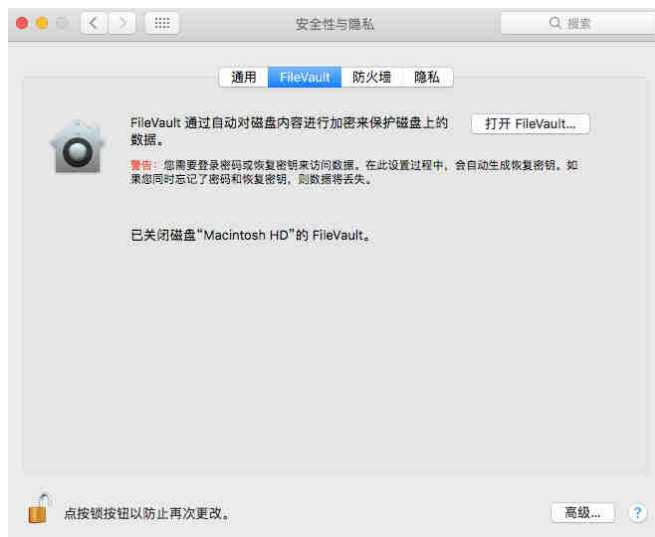 安全性与隐私
搜索
通用 FileVault 防火墙 隐私
FileVault 通过自动对磁盘内容进行加密来保护磁盘上的
数据。
打开 FileVault...
警告：您需要登录密码或恢复密钥来访问数据。在此设置过程中，会自动生成恢复密钥。如
果您同时忘记了密码和恢复密钥，则数据将丢失。
已关闭磁盘“Macintosh HD”的 FileVault。
点按锁按钮以防止再次更改。
高级... ?